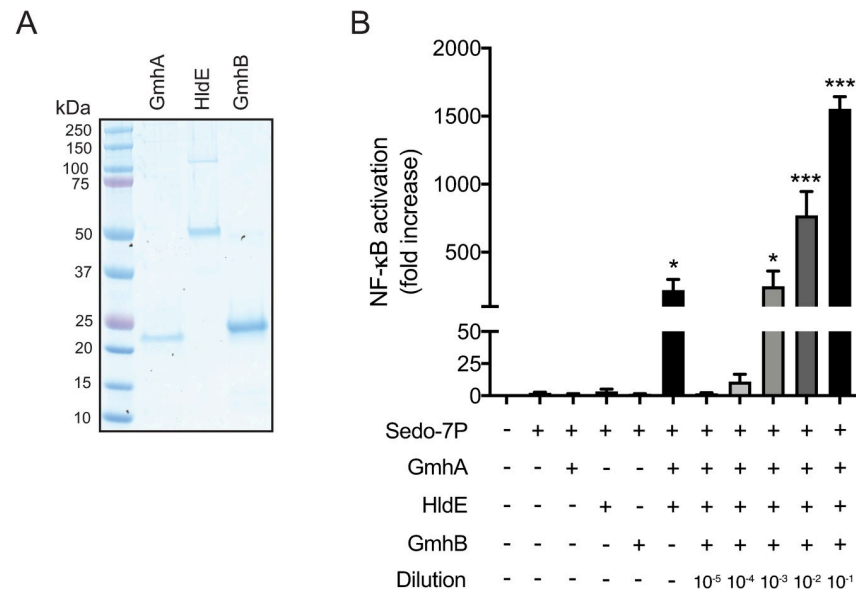 A
kDa
GmhA
HldE
GmhB
250
150
100
75
50
37
25
20
15
10
B
NF-κB activation
(fold increase)
2000
1500
1000
500
50
25
0
*
*
***
***
Sedo-7P - + + + + + + + + + +
GmhA - - + - - + + + + + +
HldE - - - + - + + + + + +
GmhB - - - - + - + + + + +
Dilution - - - - - - 10⁻⁵ 10⁻⁴ 10⁻³ 10⁻² 10⁻¹